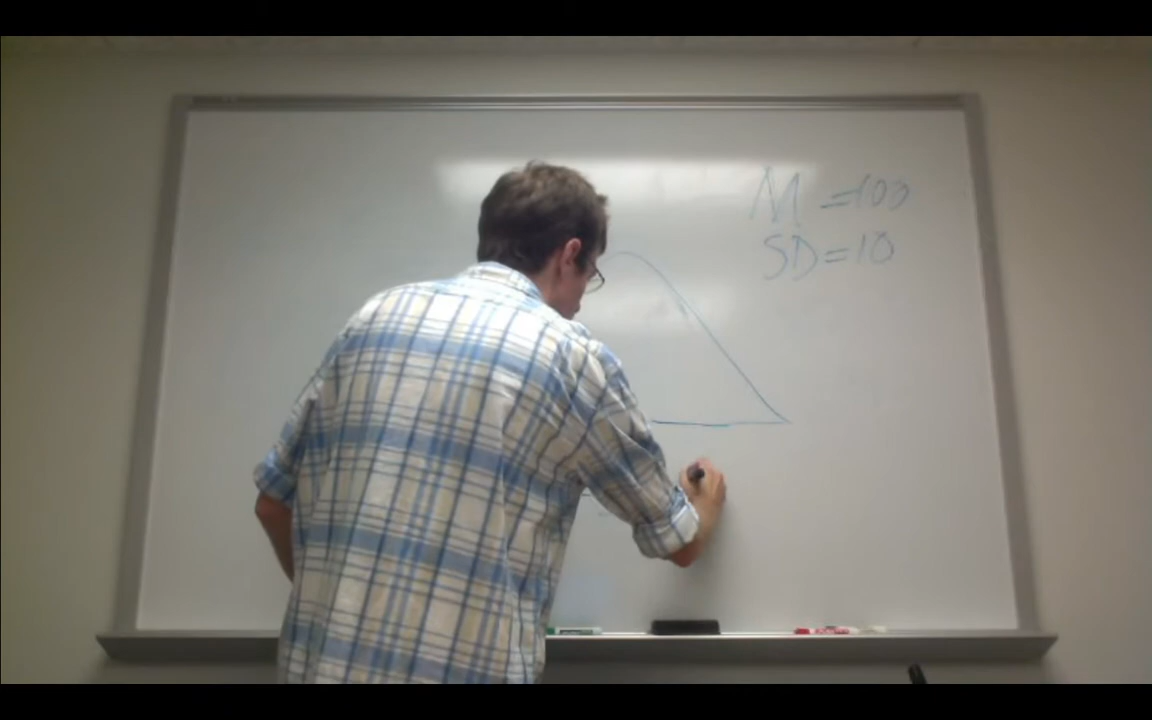 M = 100
SD = 10